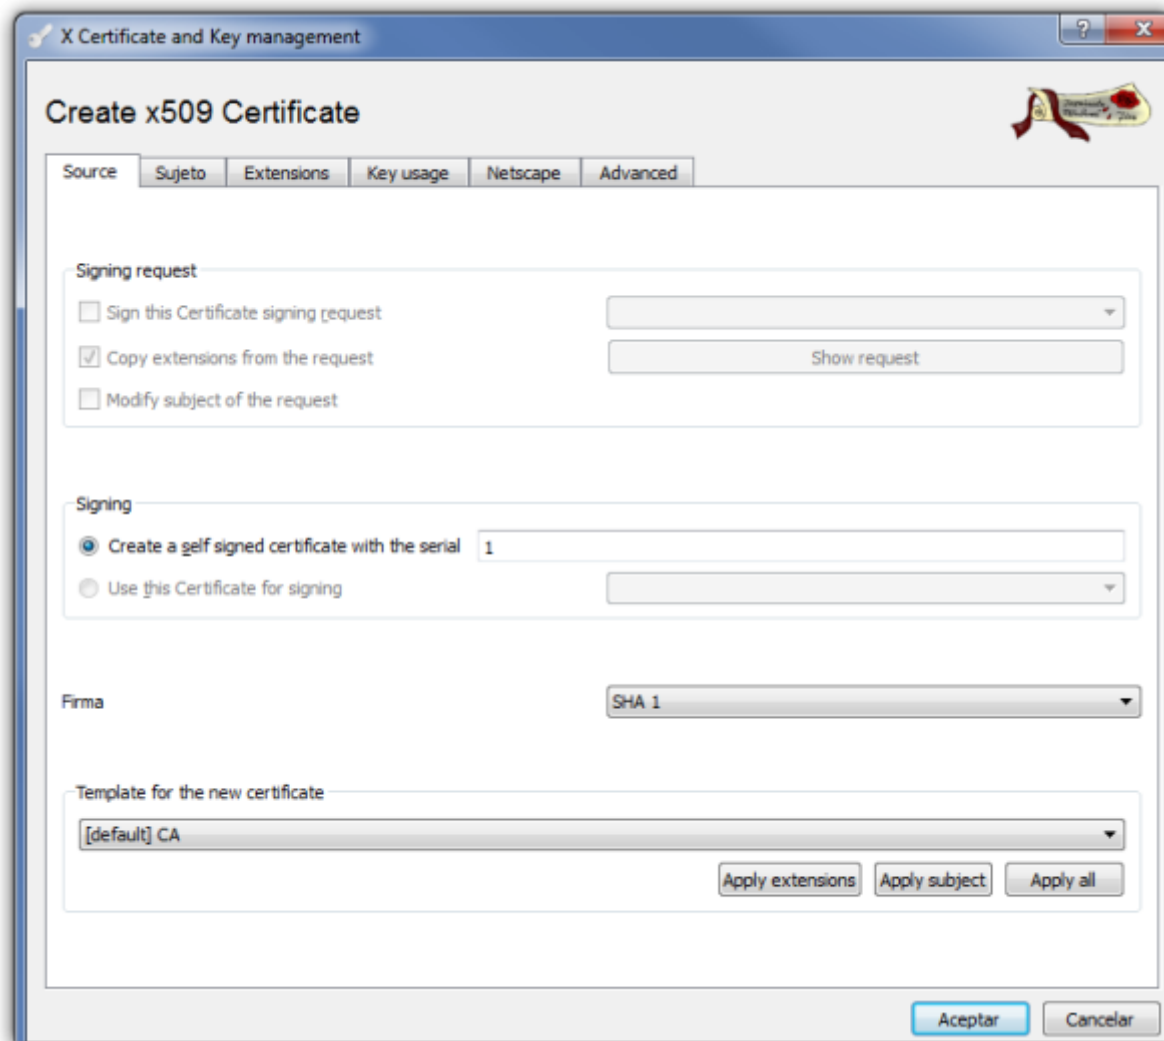 X Certificate and Key management
Create x509 Certificate
Source Sujeto Extensions Key usage Netscape Advanced
Signing request
Sign this Certificate signing request
Copy extensions from the request Show request
Modify subject of the request
Signing
Create a self signed certificate with the serial 1
Use this Certificate for signing
Firma SHA 1
Template for the new certificate
[default] CA
Apply extensions Apply subject Apply all
Aceptar Cancelar